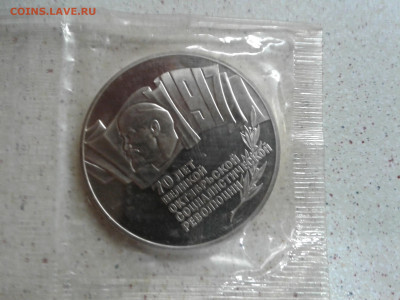 COINS.LAVE.RU
1917
70 ЛЕТ
ВЕЛИКОЙ
ОКТЯБРЬСКОЙ
СОЦИАЛИСТИЧЕСКОЙ
РЕВОЛЮЦИИ